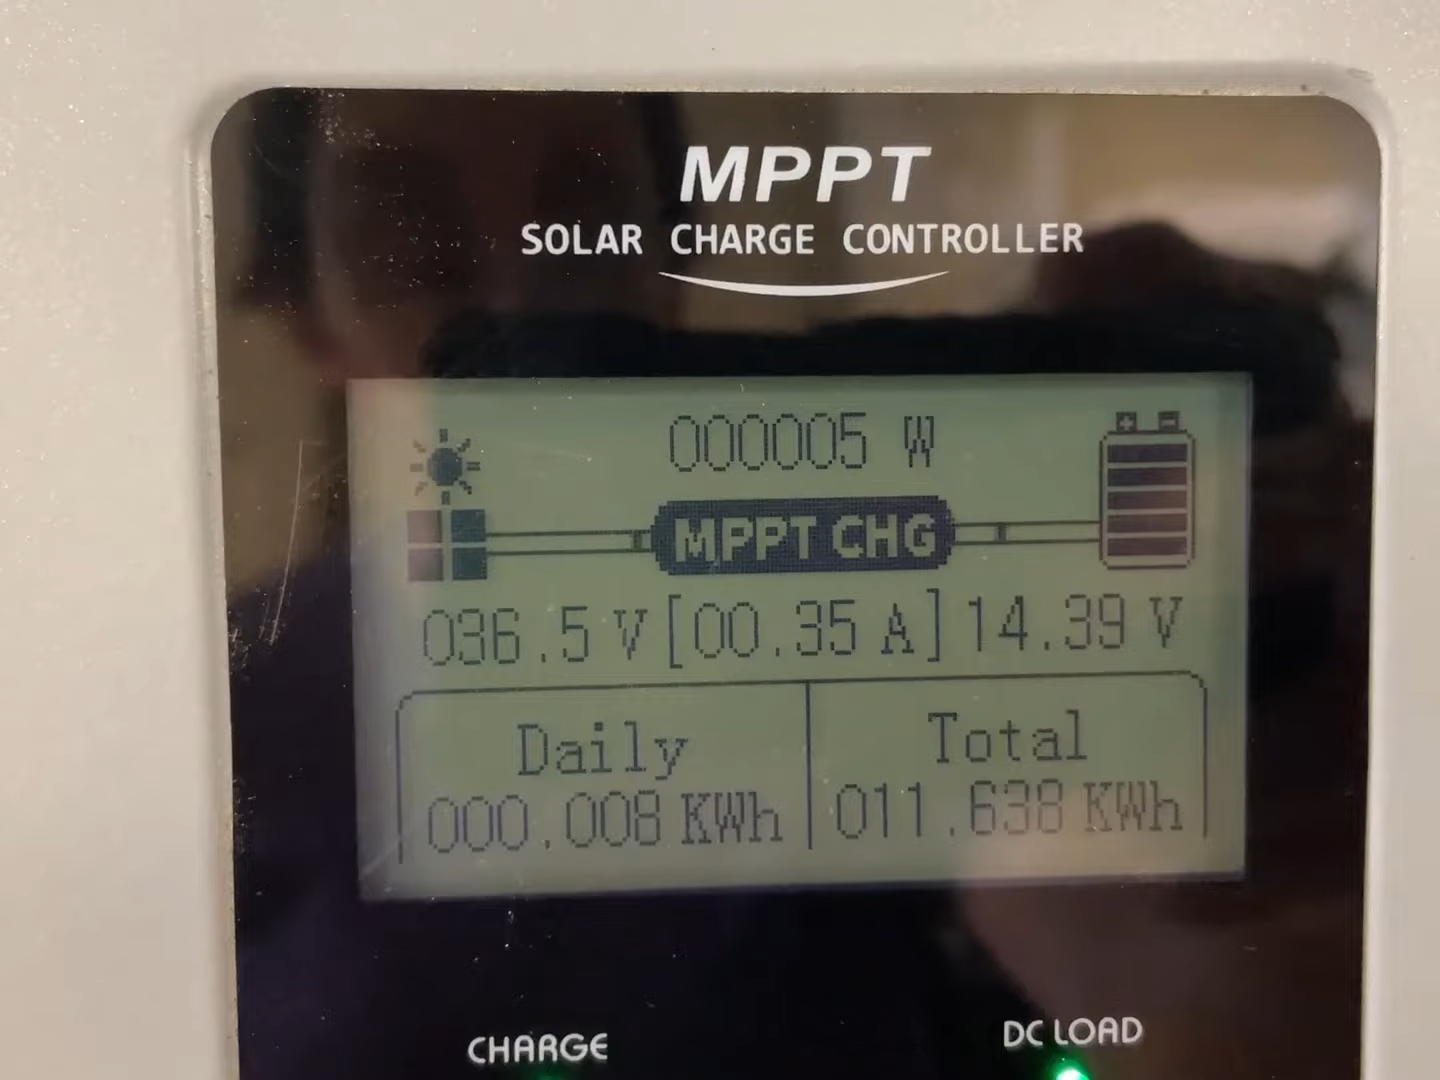 MPPT
SOLAR CHARGE CONTROLLER
000005 W
MPPT CHG
036.5 V [00.35 A] 14.39 V
Daily Total
000.008 KWh 011.638 KWh
CHARGE DC LOAD